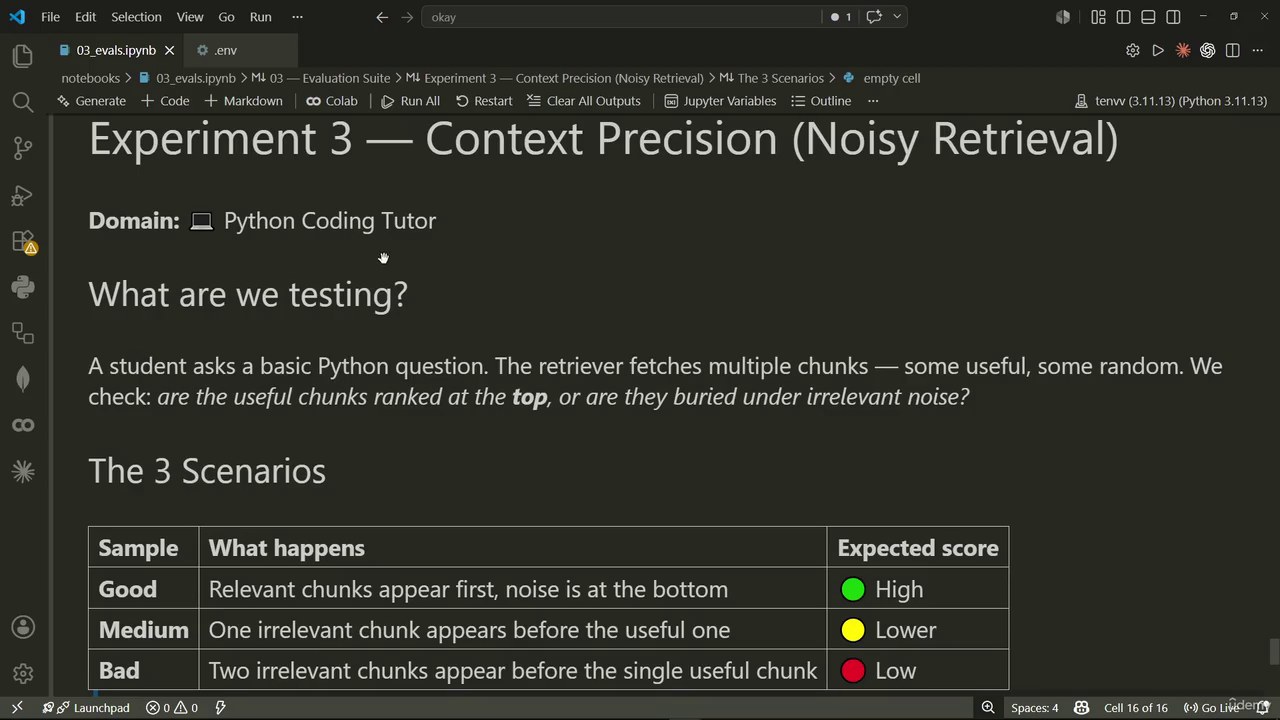 File Edit Selection View Go Run ··· okay 1
03_evals.ipynb .env
notebooks > 03_evals.ipynb > M↓ 03 — Evaluation Suite > M↓ Experiment 3 — Context Precision (Noisy Retrieval) > M↓ The 3 Scenarios > empty cell
Generate + Code + Markdown Colab Run All Restart Clear All Outputs Jupyter Variables Outline ··· tenvv (3.11.13) (Python 3.11.13)
Experiment 3 — Context Precision (Noisy Retrieval)
Domain: 💻 Python Coding Tutor
What are we testing?
A student asks a basic Python question. The retriever fetches multiple chunks — some useful, some random. We
check: are the useful chunks ranked at the top, or are they buried under irrelevant noise?
The 3 Scenarios
Sample What happens Expected score
Good Relevant chunks appear first, noise is at the bottom High
Medium One irrelevant chunk appears before the useful one Lower
Bad Two irrelevant chunks appear before the single useful chunk Low
Launchpad 0 0 Spaces: 4 Cell 16 of 16 Go Live